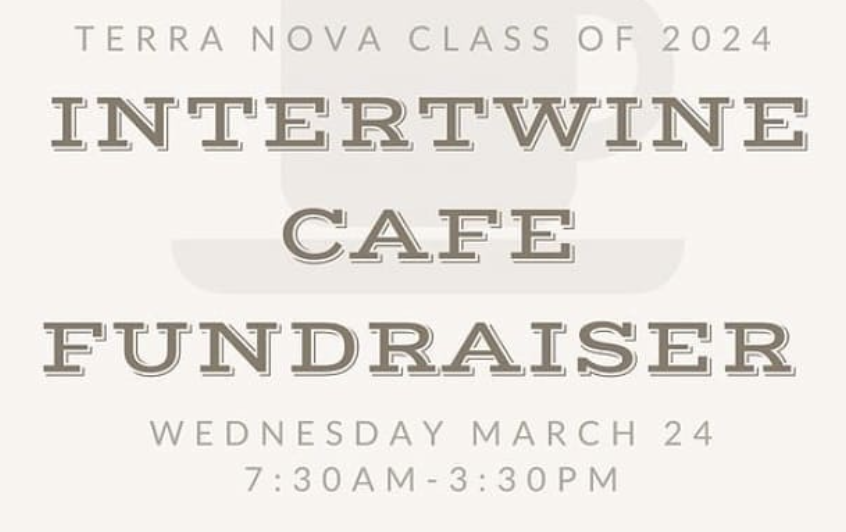 TERRA NOVA CLASS OF 2024
INTERTWINE
CAFE
FUNDRAISER
WEDNESDAY MARCH 24
7:30AM-3:30PM